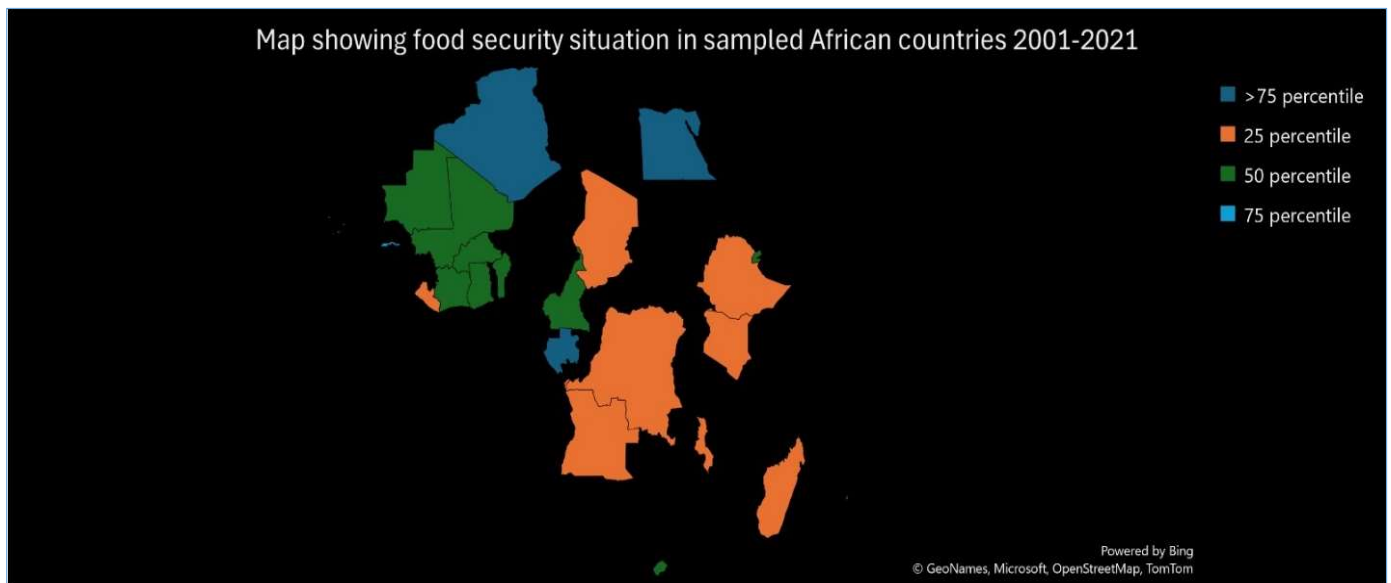 Map showing food security situation in sampled African countries 2001-2021
>75 percentile
25 percentile
50 percentile
75 percentile
Powered by Bing
© GeoNames, Microsoft, OpenStreetMap, TomTom